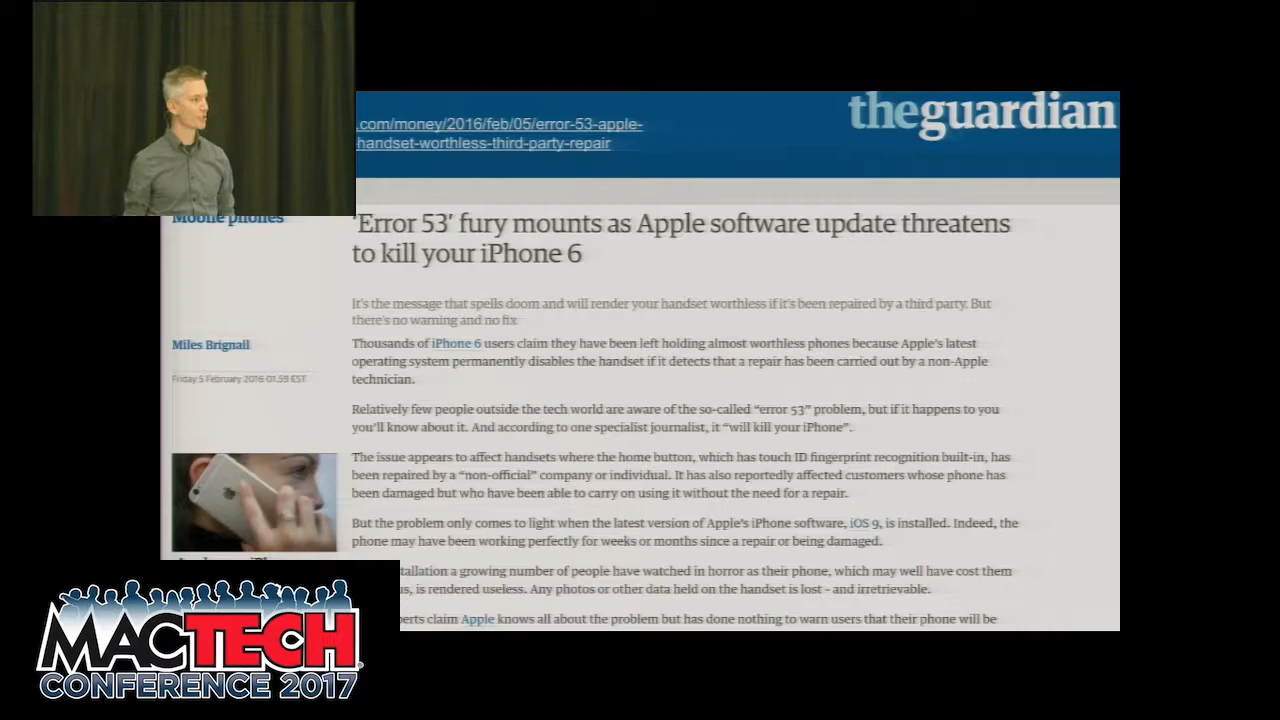 .com/money/2016/feb/05/error-53-apple-
-handset-worthless-third-party-repair
theguardian
Mobile phones
'Error 53' fury mounts as Apple software update threatens
to kill your iPhone 6
It's the message that spells doom and will render your handset worthless if it's been repaired by a third party. But
there's no warning and no fix
Miles Brignall
Friday 5 February 2016 01.59 EST
Thousands of iPhone 6 users claim they have been left holding almost worthless phones because Apple's latest
operating system permanently disables the handset if it detects that a repair has been carried out by a non-Apple
technician.
Relatively few people outside the tech world are aware of the so-called "error 53" problem, but if it happens to you
you'll know about it. And according to one specialist journalist, it "will kill your iPhone".
The issue appears to affect handsets where the home button, which has touch ID fingerprint recognition built-in, has
been repaired by a "non-official" company or individual. It has also reportedly affected customers whose phone has
been damaged but who have been able to carry on using it without the need for a repair.
But the problem only comes to light when the latest version of Apple's iPhone software, iOS 9, is installed. Indeed, the
phone may have been working perfectly for weeks or months since a repair or being damaged.
tallation a growing number of people have watched in horror as their phone, which may well have cost them
us, is rendered useless. Any photos or other data held on the handset is lost – and irretrievable.
perts claim Apple knows all about the problem but has done nothing to warn users that their phone will be
MACTECH
CONFERENCE 2017